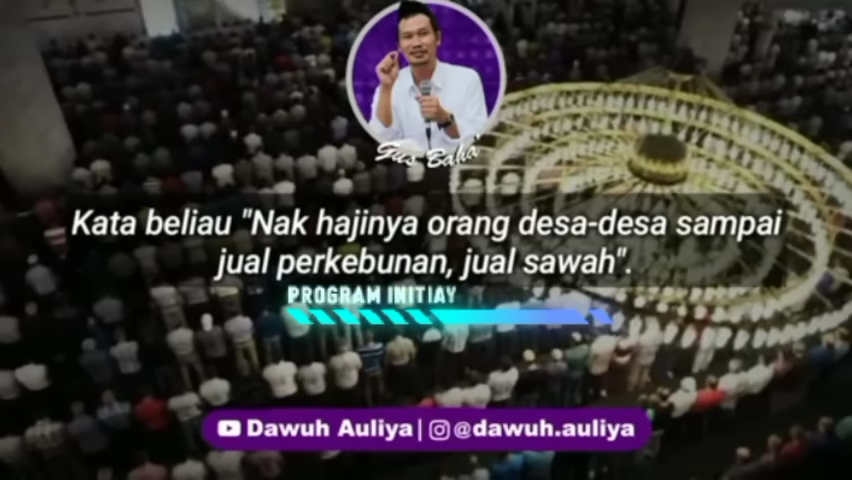 Gus Baha'
Kata beliau "Nak hajinya orang desa-desa sampai
jual perkebunan, jual sawah".
PROGRAM INITIAY
Dawuh Auliya | @dawuh.auliya